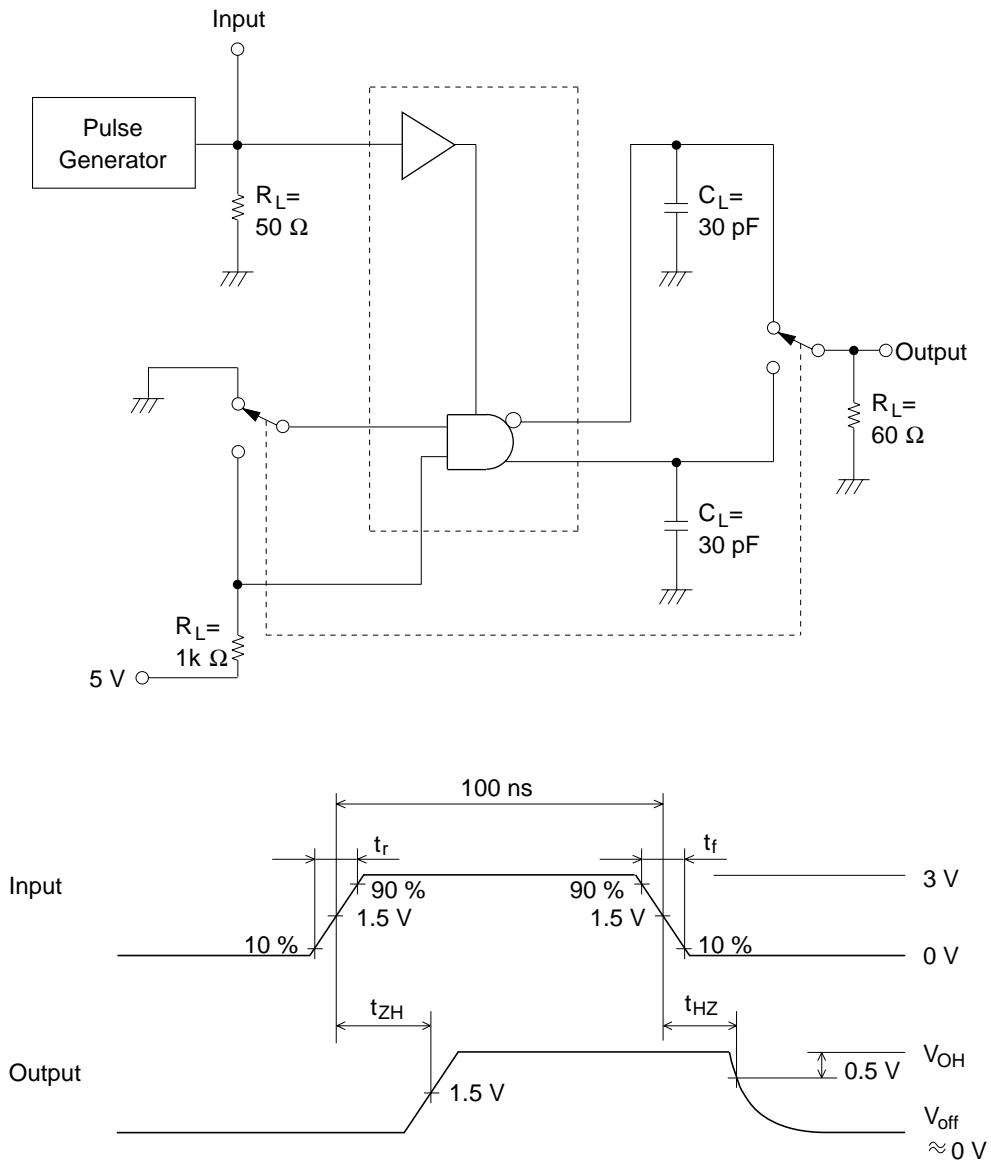 Input
Pulse
Generator
R_L=
50 Ω
C_L=
30 pF
Output
R_L=
60 Ω
C_L=
30 pF
R_L=
1k Ω
5 V
100 ns
t_r
t_f
Input
90 %
90 %
3 V
1.5 V
1.5 V
10 %
10 %
0 V
t_ZH
t_HZ
Output
V_OH
0.5 V
1.5 V
V_off
≈ 0 V